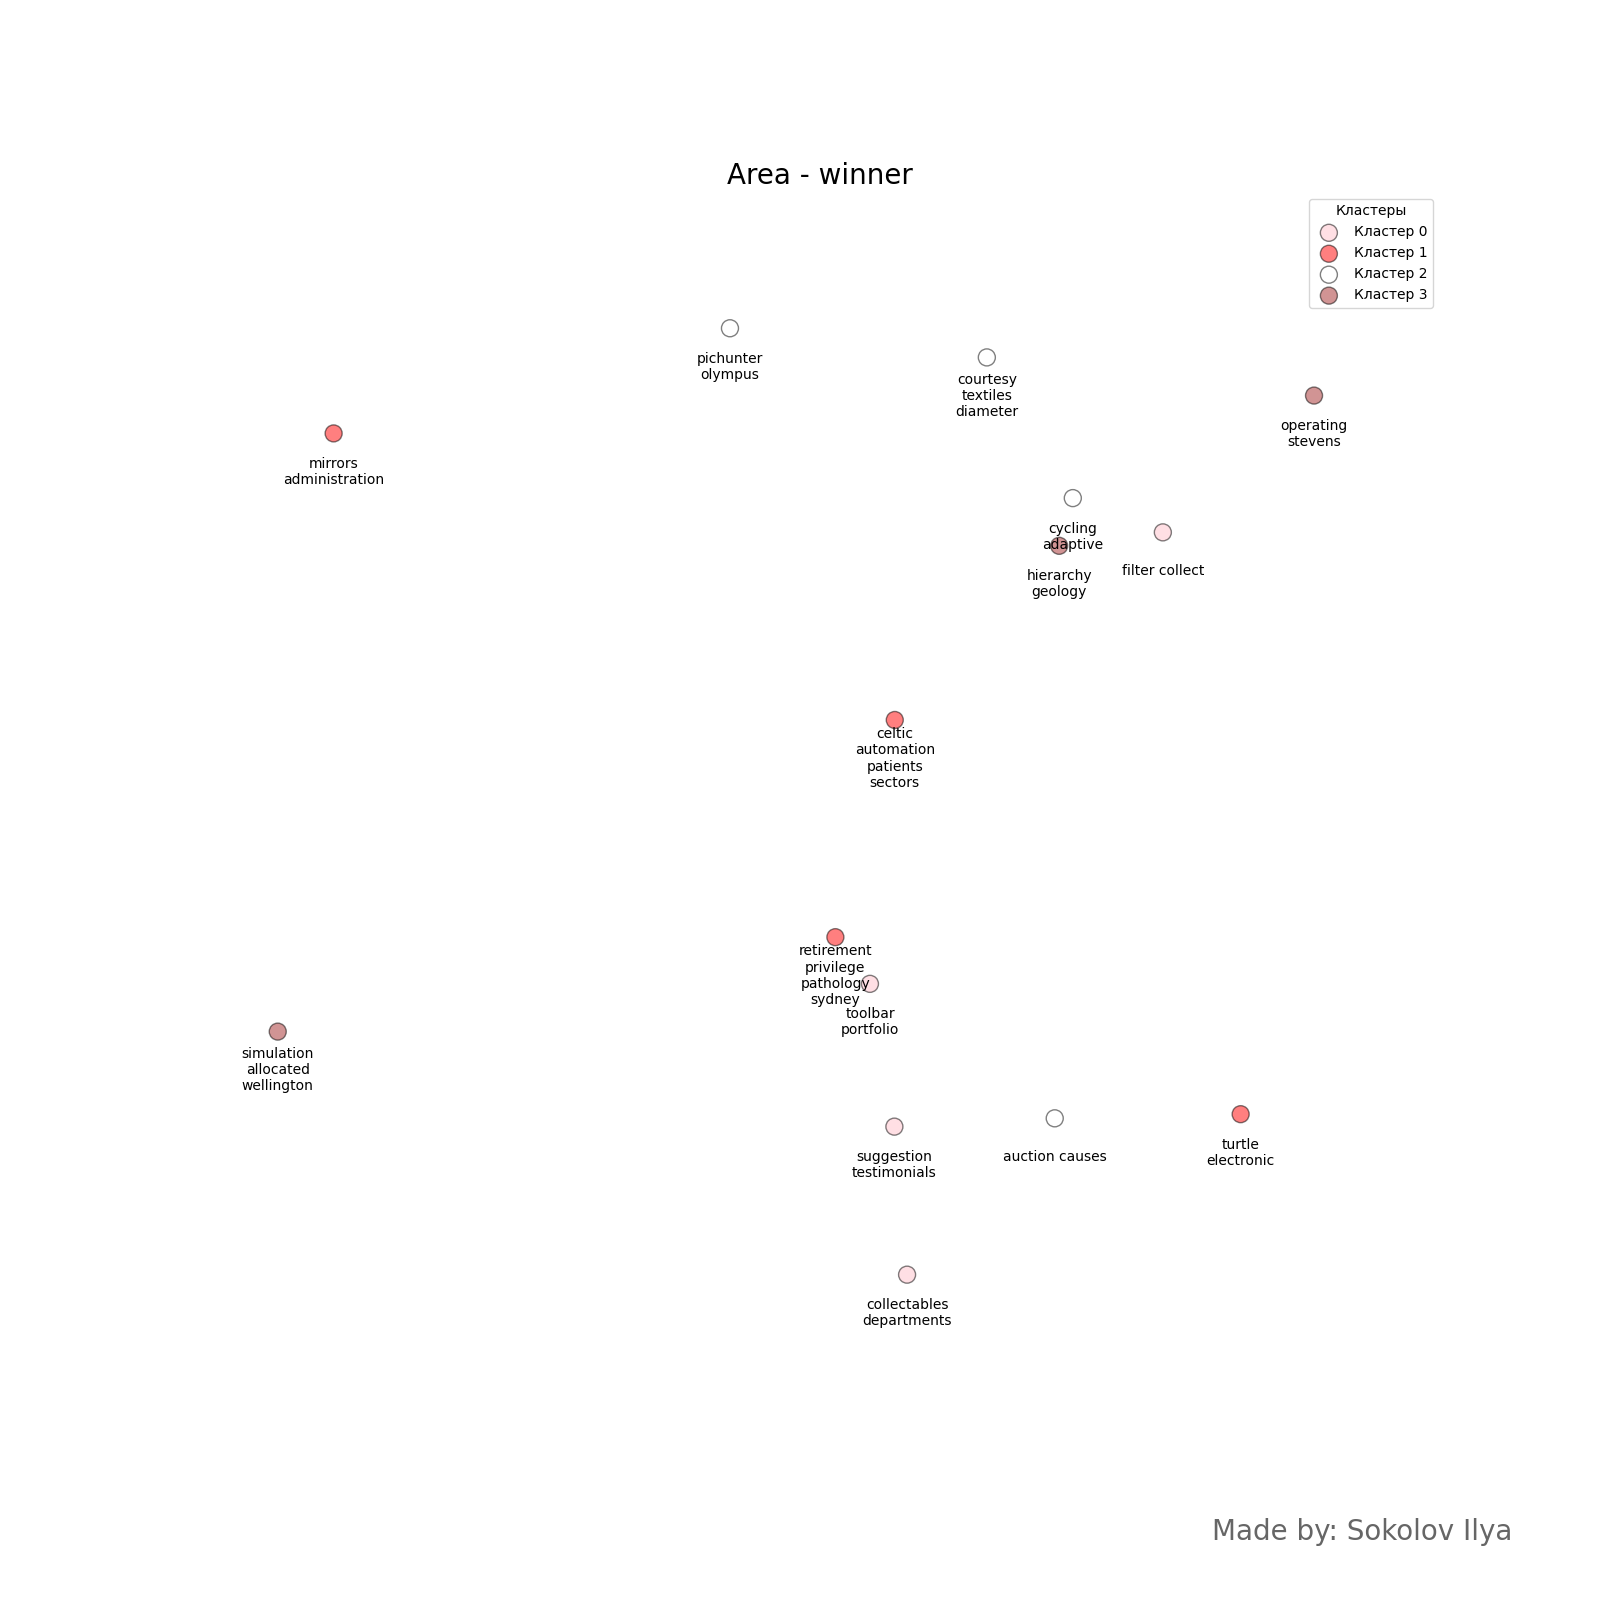 Area - winner
Кластеры
Кластер 0
Кластер 1
Кластер 2
Кластер 3
pichunter
olympus
courtesy
textiles
diameter
operating
stevens
mirrors
administration
cycling
adaptive
filter collect
hierarchy
geology
celtic
automation
patients
sectors
retirement
privilege
pathology
sydney
toolbar
portfolio
simulation
allocated
wellington
suggestion
testimonials
auction causes
turtle
electronic
collectables
departments
Made by: Sokolov Ilya